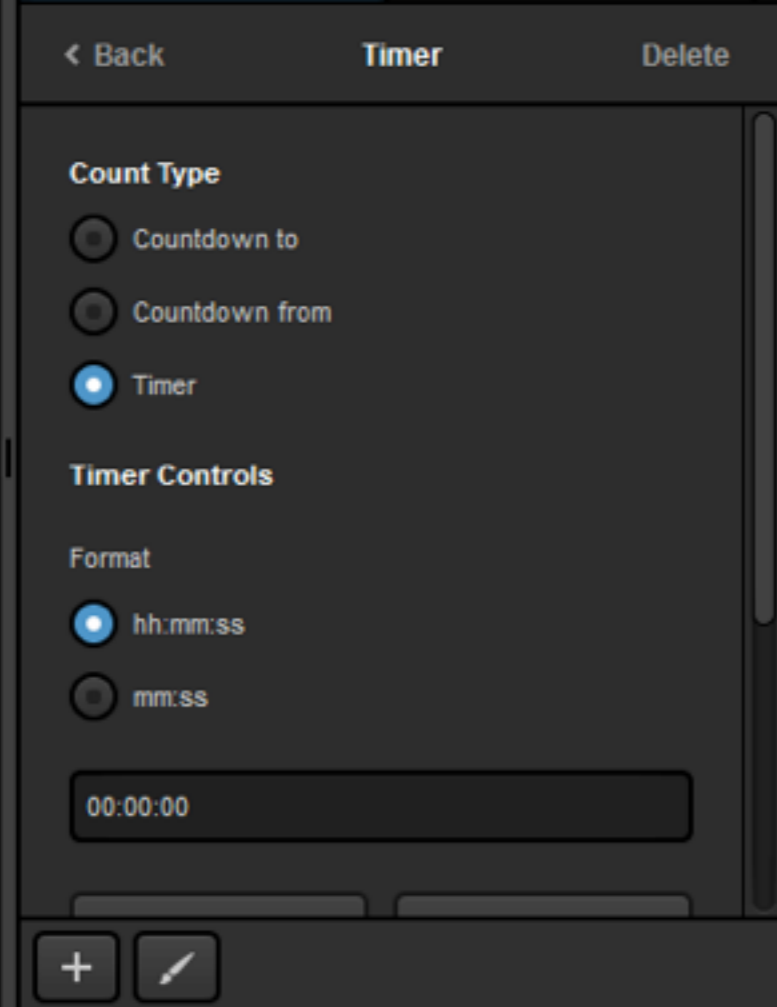 Back Timer Delete
Count Type
Countdown to
Countdown from
Timer
Timer Controls
Format
hh:mm:ss
mm:ss
00:00:00